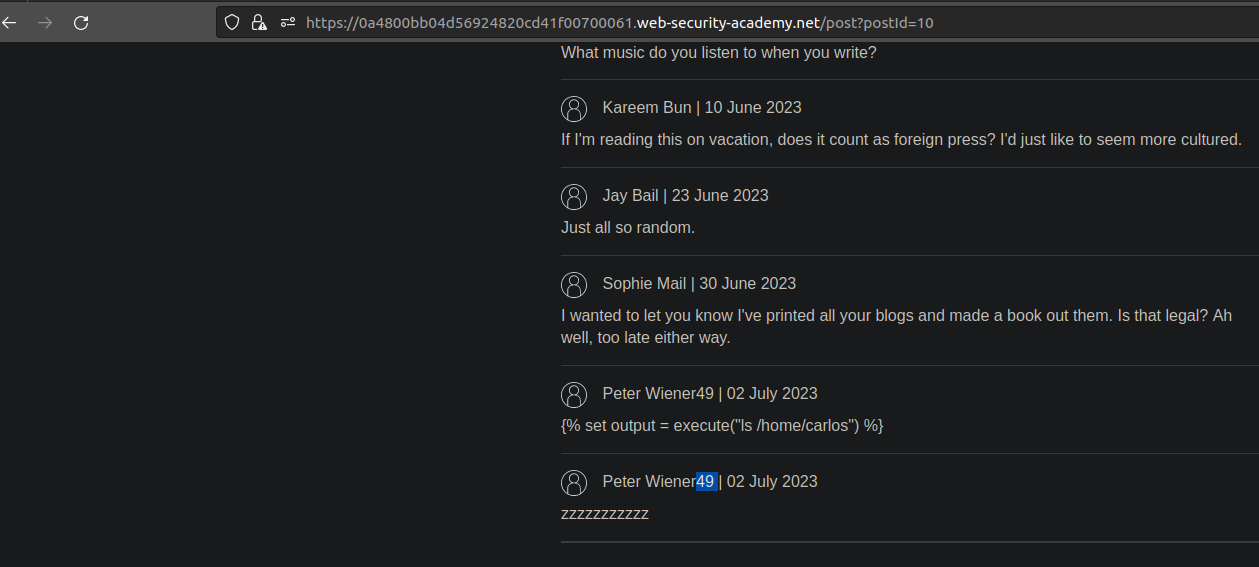 https://0a4800bb04d56924820cd41f00700061.web-security-academy.net/post?postId=10
What music do you listen to when you write?
Kareem Bun | 10 June 2023
If I'm reading this on vacation, does it count as foreign press? I'd just like to seem more cultured.
Jay Bail | 23 June 2023
Just all so random.
Sophie Mail | 30 June 2023
I wanted to let you know I've printed all your blogs and made a book out them. Is that legal? Ah
well, too late either way.
Peter Wiener49 | 02 July 2023
{% set output = execute("ls /home/carlos") %}
Peter Wiener49 | 02 July 2023
zzzzzzzzzzz